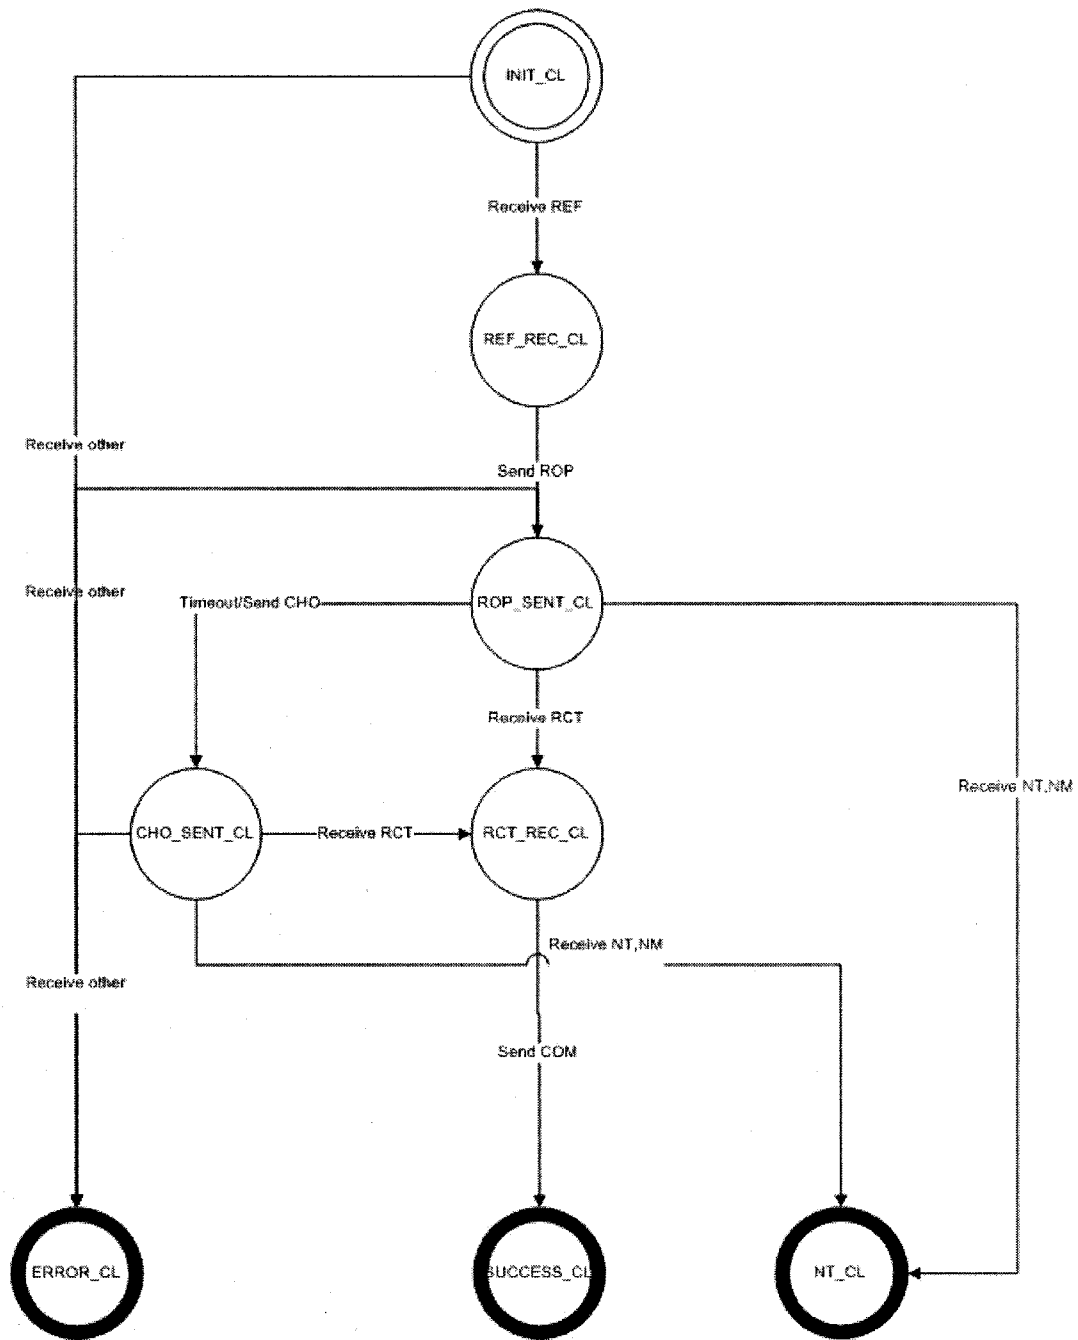 INIT_CL
Receive REF
REF_REC_CL
Receive other
Send ROP
Receive other
Timeout/Send CHO
ROP_SENT_CL
Receive RCT
Receive NT,NM
CHO_SENT_CL
Receive RCT
RCT_REC_CL
Receive NT,NM
Receive other
Send COM
ERROR_CL
SUCCESS_CL
NT_CL